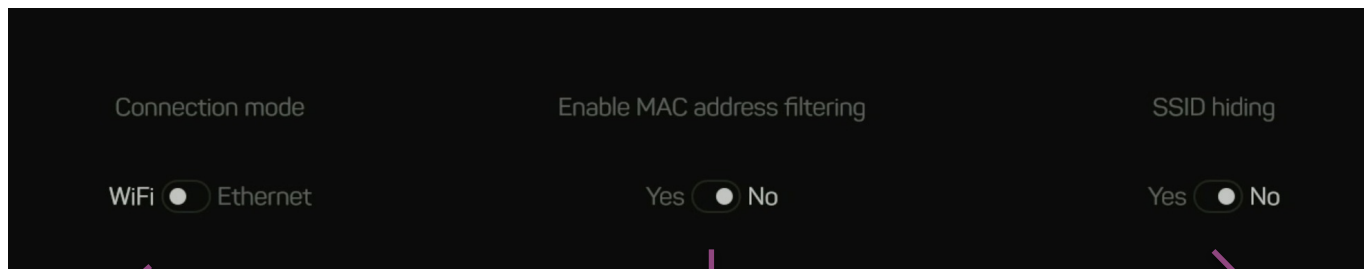 Connection mode
Enable MAC address filtering
SSID hiding
WiFi Ethernet
Yes No
Yes No